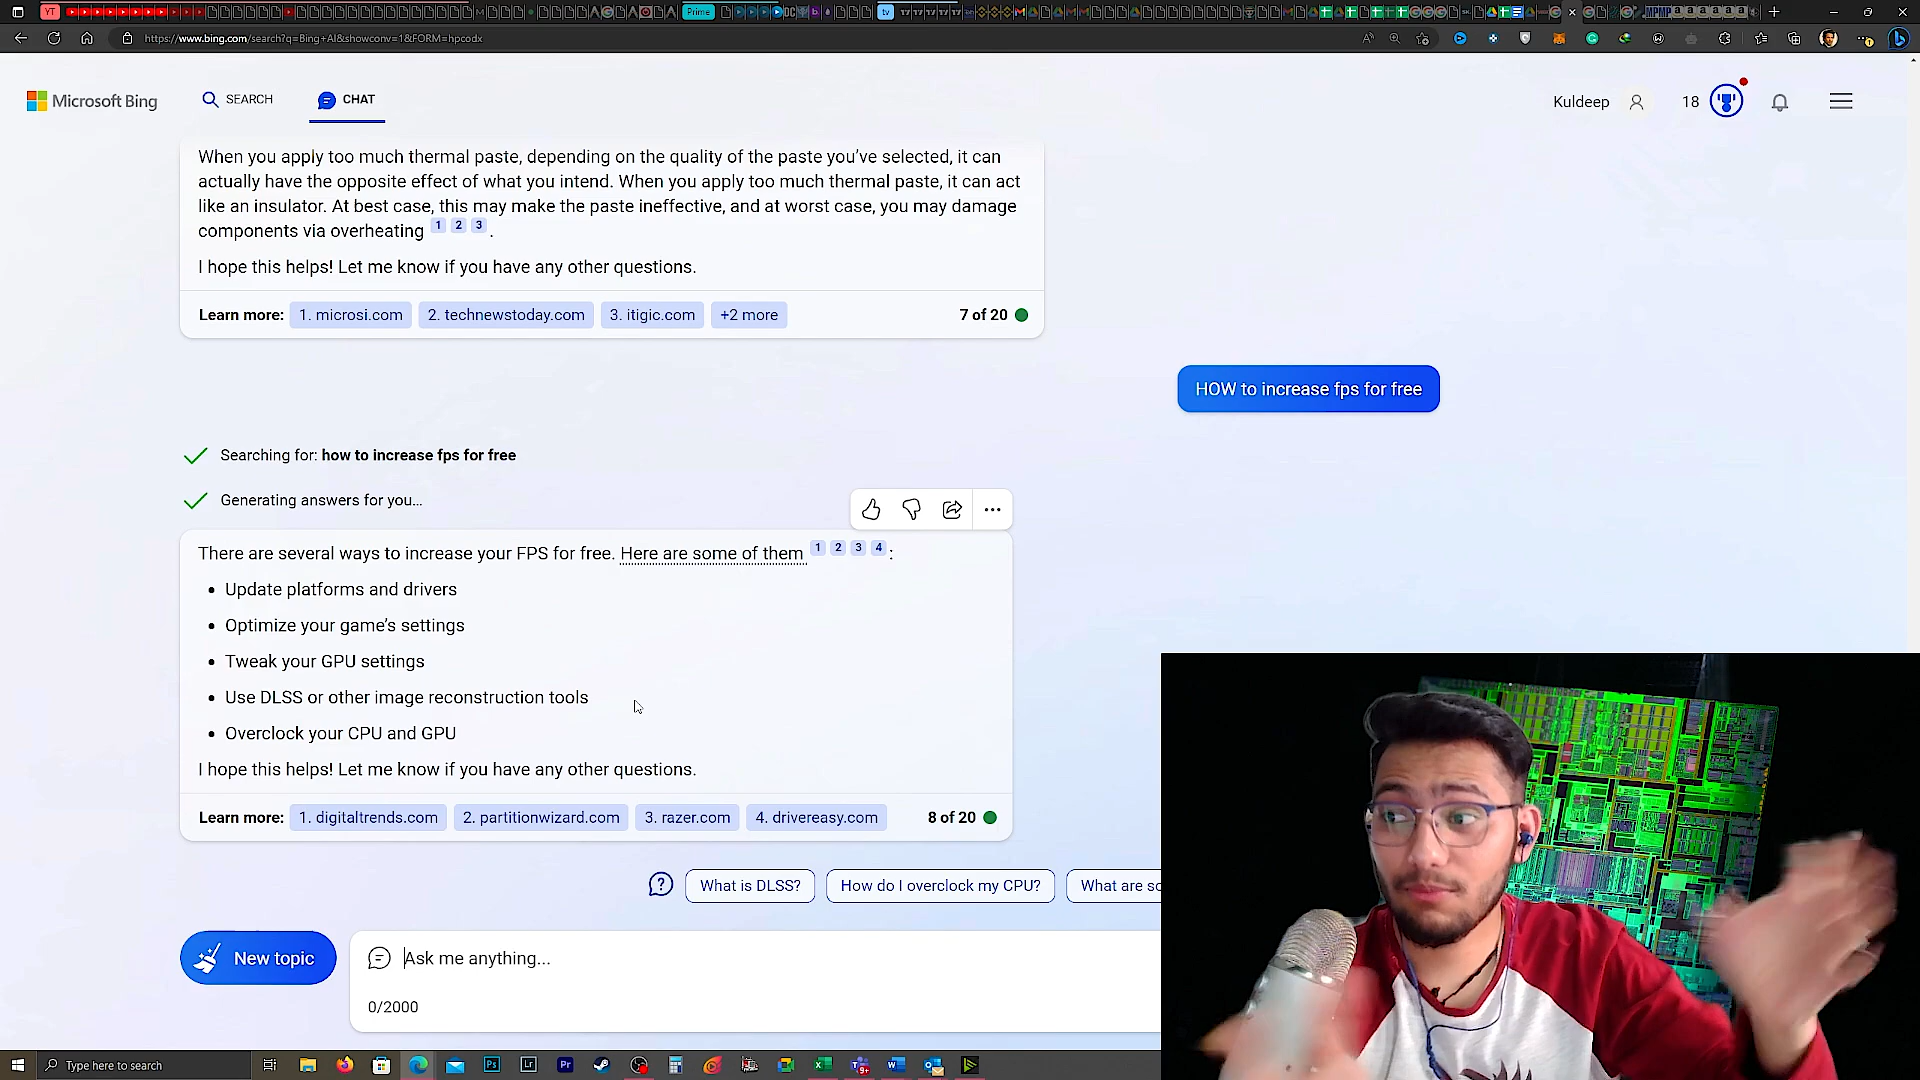 YT
Prime
tv
https://www.bing.com/search?q=Bing+AI&showconv=1&FORM=hpcodx
Microsoft Bing
SEARCH
CHAT
Kuldeep
18
When you apply too much thermal paste, depending on the quality of the paste you've selected, it can
actually have the opposite effect of what you intend. When you apply too much thermal paste, it can act
like an insulator. At best case, this may make the paste ineffective, and at worst case, you may damage
components via overheating 1 2 3 .
I hope this helps! Let me know if you have any other questions.
Learn more: 1. microsi.com 2. technewstoday.com 3. itigic.com +2 more 7 of 20
HOW to increase fps for free
Searching for: how to increase fps for free
Generating answers for you...
There are several ways to increase your FPS for free. Here are some of them 1 2 3 4 :
• Update platforms and drivers
• Optimize your game's settings
• Tweak your GPU settings
• Use DLSS or other image reconstruction tools
• Overclock your CPU and GPU
I hope this helps! Let me know if you have any other questions.
Learn more: 1. digitaltrends.com 2. partitionwizard.com 3. razer.com 4. drivereasy.com 8 of 20
What is DLSS? How do I overclock my CPU? What are so
New topic
Ask me anything...
0/2000
Type here to search
Ps
Lr
Pr